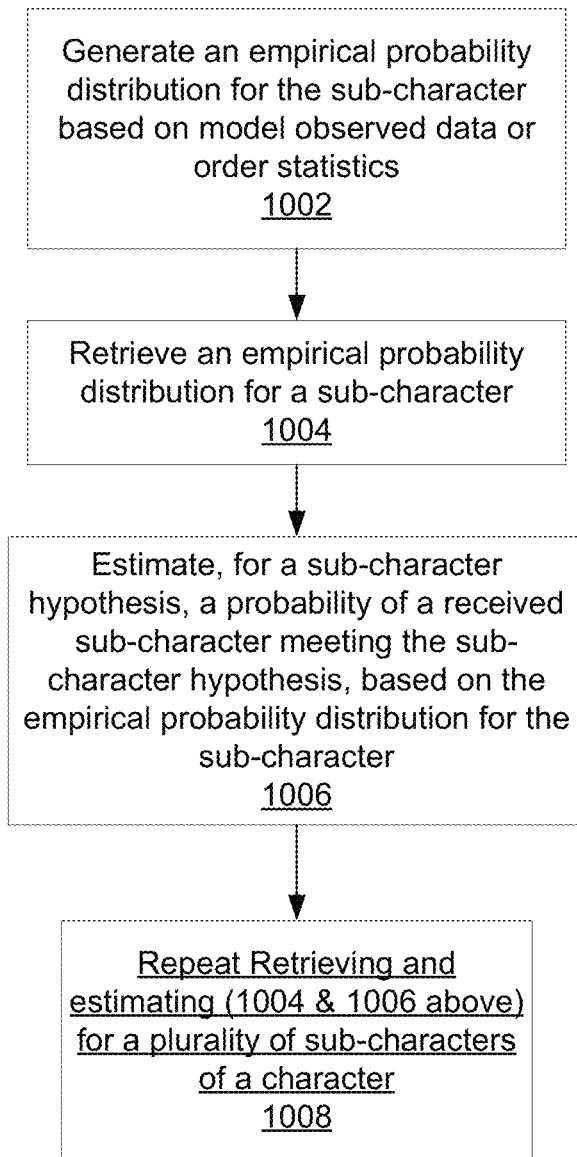 Generate an empirical probability
distribution for the sub-character
based on model observed data or
order statistics
1002
Retrieve an empirical probability
distribution for a sub-character
1004
Estimate, for a sub-character
hypothesis, a probability of a received
sub-character meeting the sub-
character hypothesis, based on the
empirical probability distribution for the
sub-character
1006
Repeat Retrieving and
estimating (1004 & 1006 above)
for a plurality of sub-characters
of a character
1008